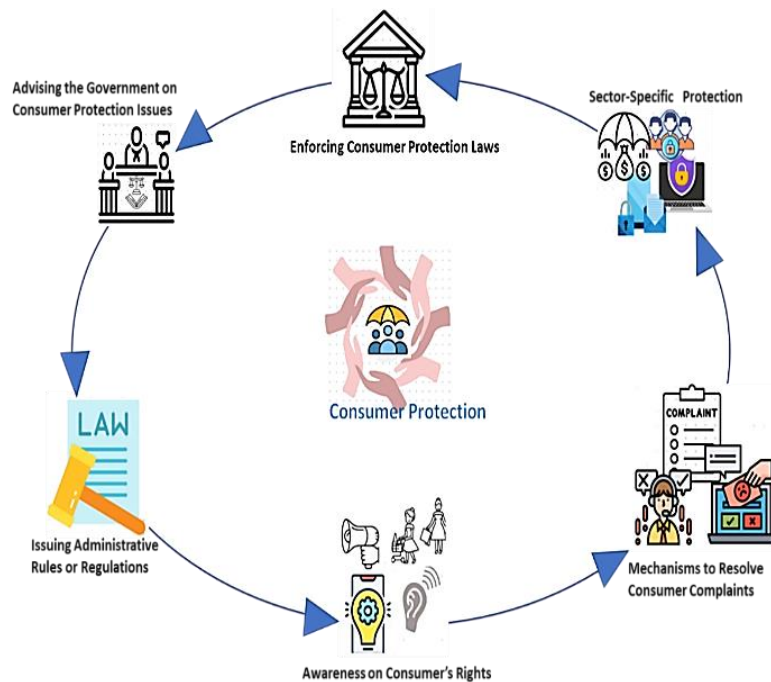 Advising the Government on
Consumer Protection Issues
Enforcing Consumer Protection Laws
Sector-Specific Protection
Consumer Protection
LAW
COMPLAINT
Issuing Administrative
Rules or Regulations
Mechanisms to Resolve
Consumer Complaints
Awareness on Consumer's Rights